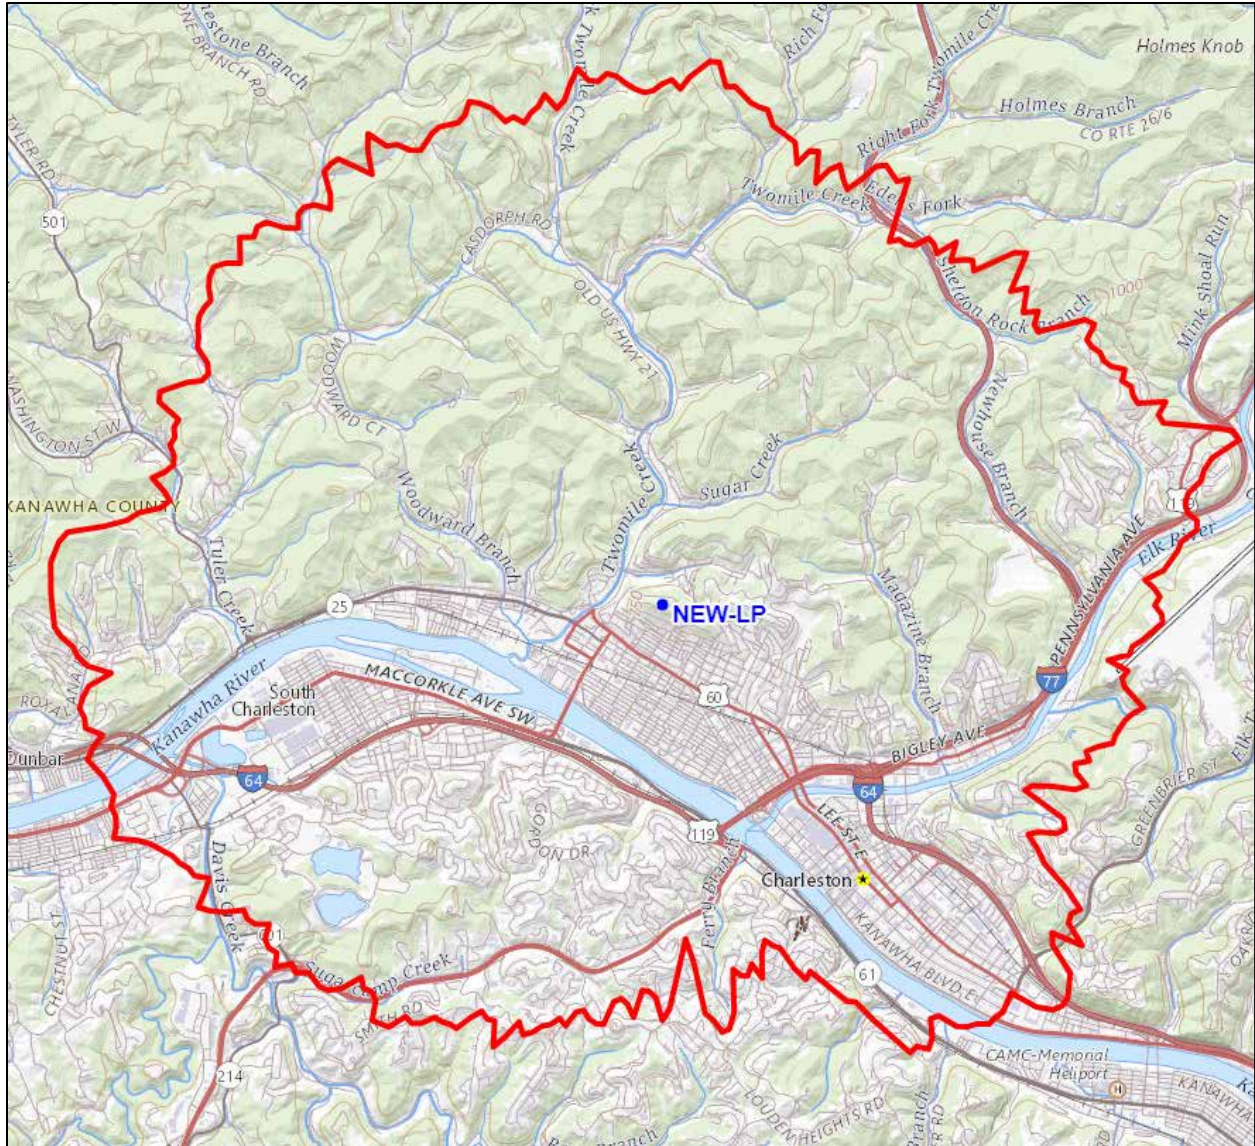 Holmes Knob
Rich Fo
Right Fork Twomile Creek
Holmes Branch
CO RTE 26/6
Twomile Creek
Edens Fork
TYLER RD
501
CASDORPH RD
Twomile Creek
Sheldon Rock Branch
1000
Mink Shoal Run
OLD US HWY 21
WOODWARD CT
WASHINGTON ST W
Newhouse Branch
Sugar Creek
Twomile Creek
Woodward Branch
KANAWHA COUNTY
119
Elk River
PENNSYLVANIA AVE
Tyler Creek
Magazine Branch
25
NEW-LP
77
60
South
Charleston
MACCORKLE AVE SW
Kanawha River
Dunbar
64
BIGLEY AVE
64
GREENBRIER ST
119
LEE ST E
GORDON DR
Charleston
Ferry Branch
Davis Creek
KANAWHA BLVD E
CHESTNUT ST
601
Sugarcamp Creek
61
SMITH RD
214
CAMC-Memorial
Heliport
H
KANAWHA
LOUDEN HEIGHTS RD
Branch